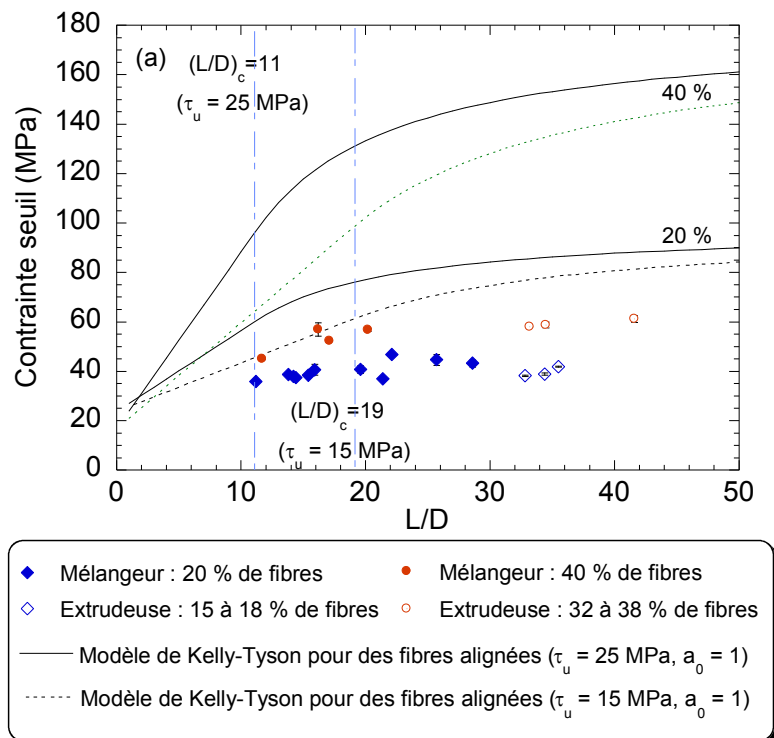 180
(a)
(L/D)c=11
160
(τu = 25 MPa)
40 %
140
120
100
20 %
80
60
40
(L/D)c=19
20
(τu = 15 MPa)
0
Contrainte seuil (MPa)
0 10 20 30 40 50
L/D
Mélangeur : 20 % de fibres
Mélangeur : 40 % de fibres
Extrudeuse : 15 à 18 % de fibres
Extrudeuse : 32 à 38 % de fibres
Modèle de Kelly-Tyson pour des fibres alignées (τu = 25 MPa, a0 = 1)
Modèle de Kelly-Tyson pour des fibres alignées (τu = 15 MPa, a0 = 1)